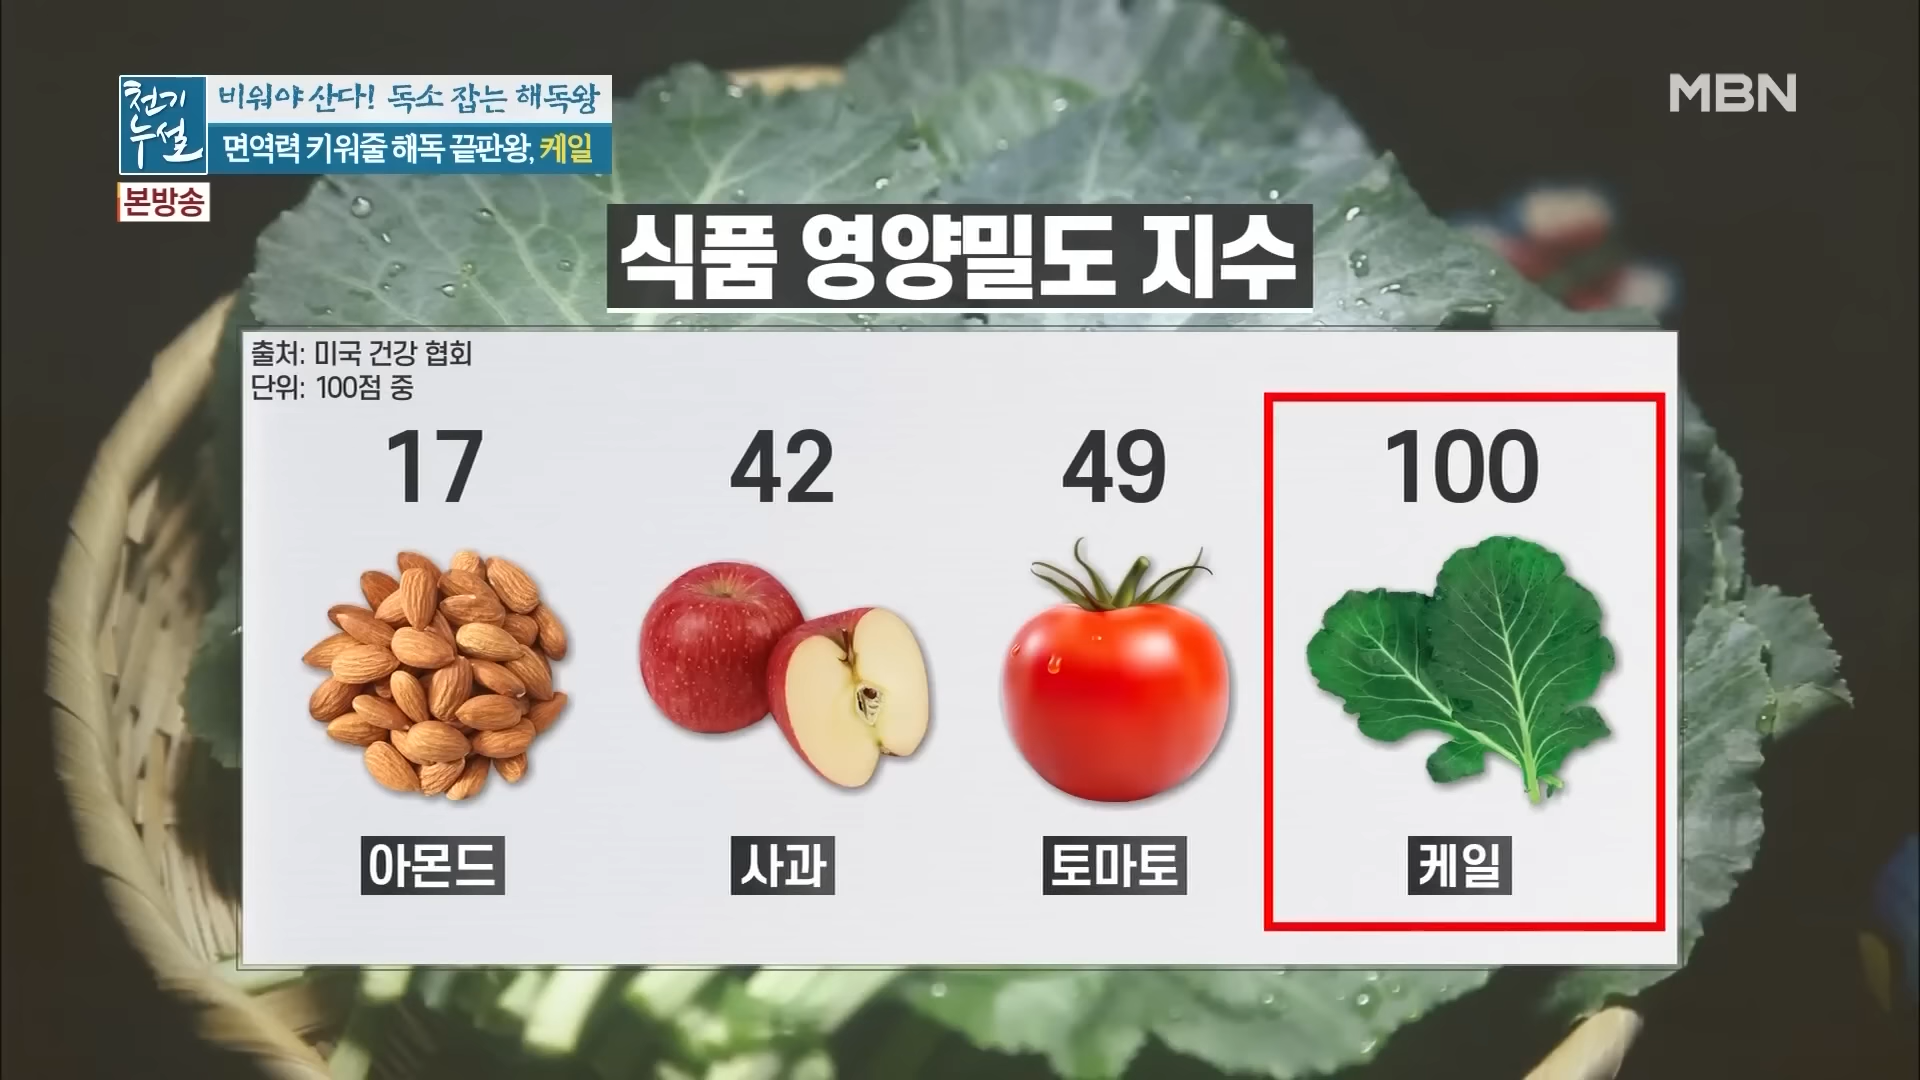 천기누설
비워야 산다! 독소 잡는 해독왕
면역력 키워줄 해독 끝판왕, 케일
본방송
MBN
식품 영양밀도 지수
출처: 미국 건강 협회
단위: 100점 중
17
42
49
100
아몬드
사과
토마토
케일